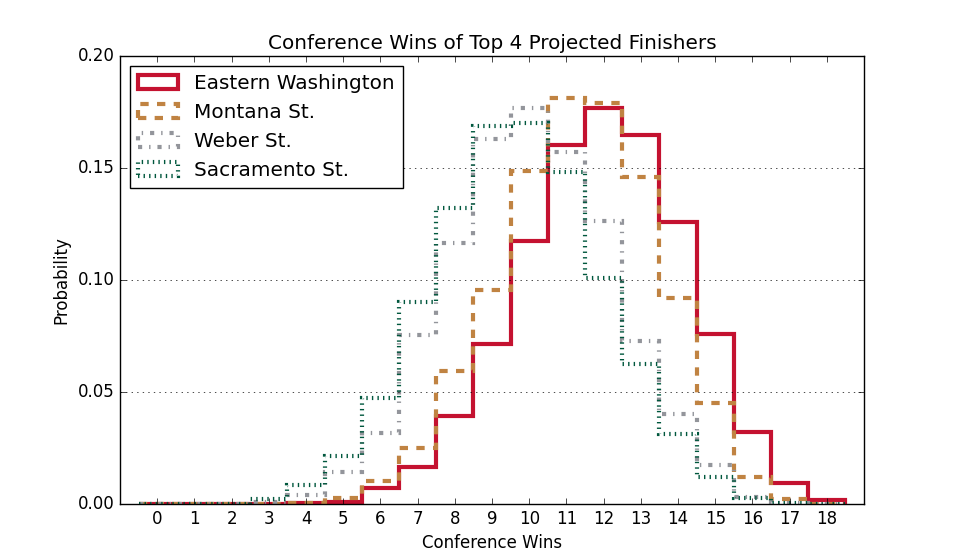 Conference Wins of Top 4 Projected Finishers
0.20
Eastern Washington
Montana St.
Weber St.
Sacramento St.
0.15
0.10
0.05
0.00
Probability
0 1 2 3 4 5 6 7 8 9 10 11 12 13 14 15 16 17 18
Conference Wins